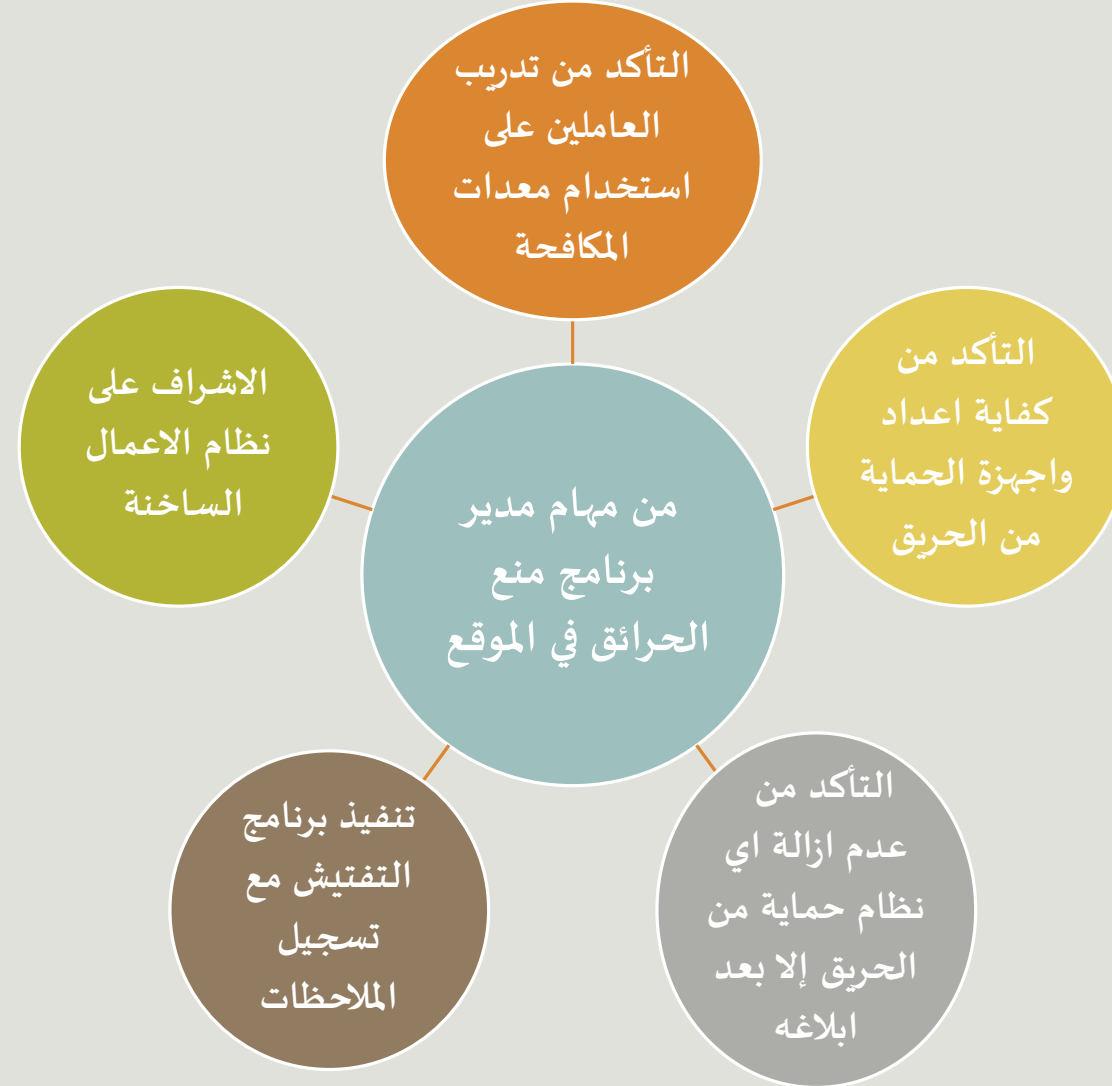 التأكد من تدريب
العاملين على
استخدام معدات
المكافحة
التأكد من
كفاية اعداد
واجهزة الحماية
من الحريق
الاشراف على
نظام الاعمال
الساخنة
من مهام مدير
برنامج منع
الحرائق في الموقع
التأكد من
عدم ازالة اي
نظام حماية من
الحريق إلا بعد
ابلاغه
تنفيذ برنامج
التفتيش مع
تسجيل
الملاحظات